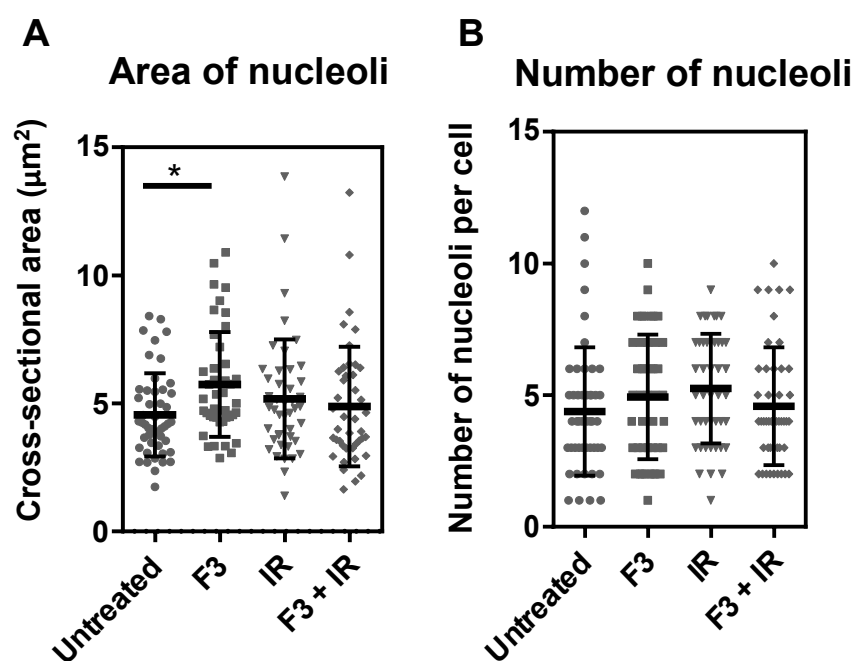 A
Area of nucleoli
Cross-sectional area (μm²)
15
10
5
0
*
Untreated
F3
IR
F3 + IR
B
Number of nucleoli
Number of nucleoli per cell
15
10
5
0
Untreated
F3
IR
F3 + IR